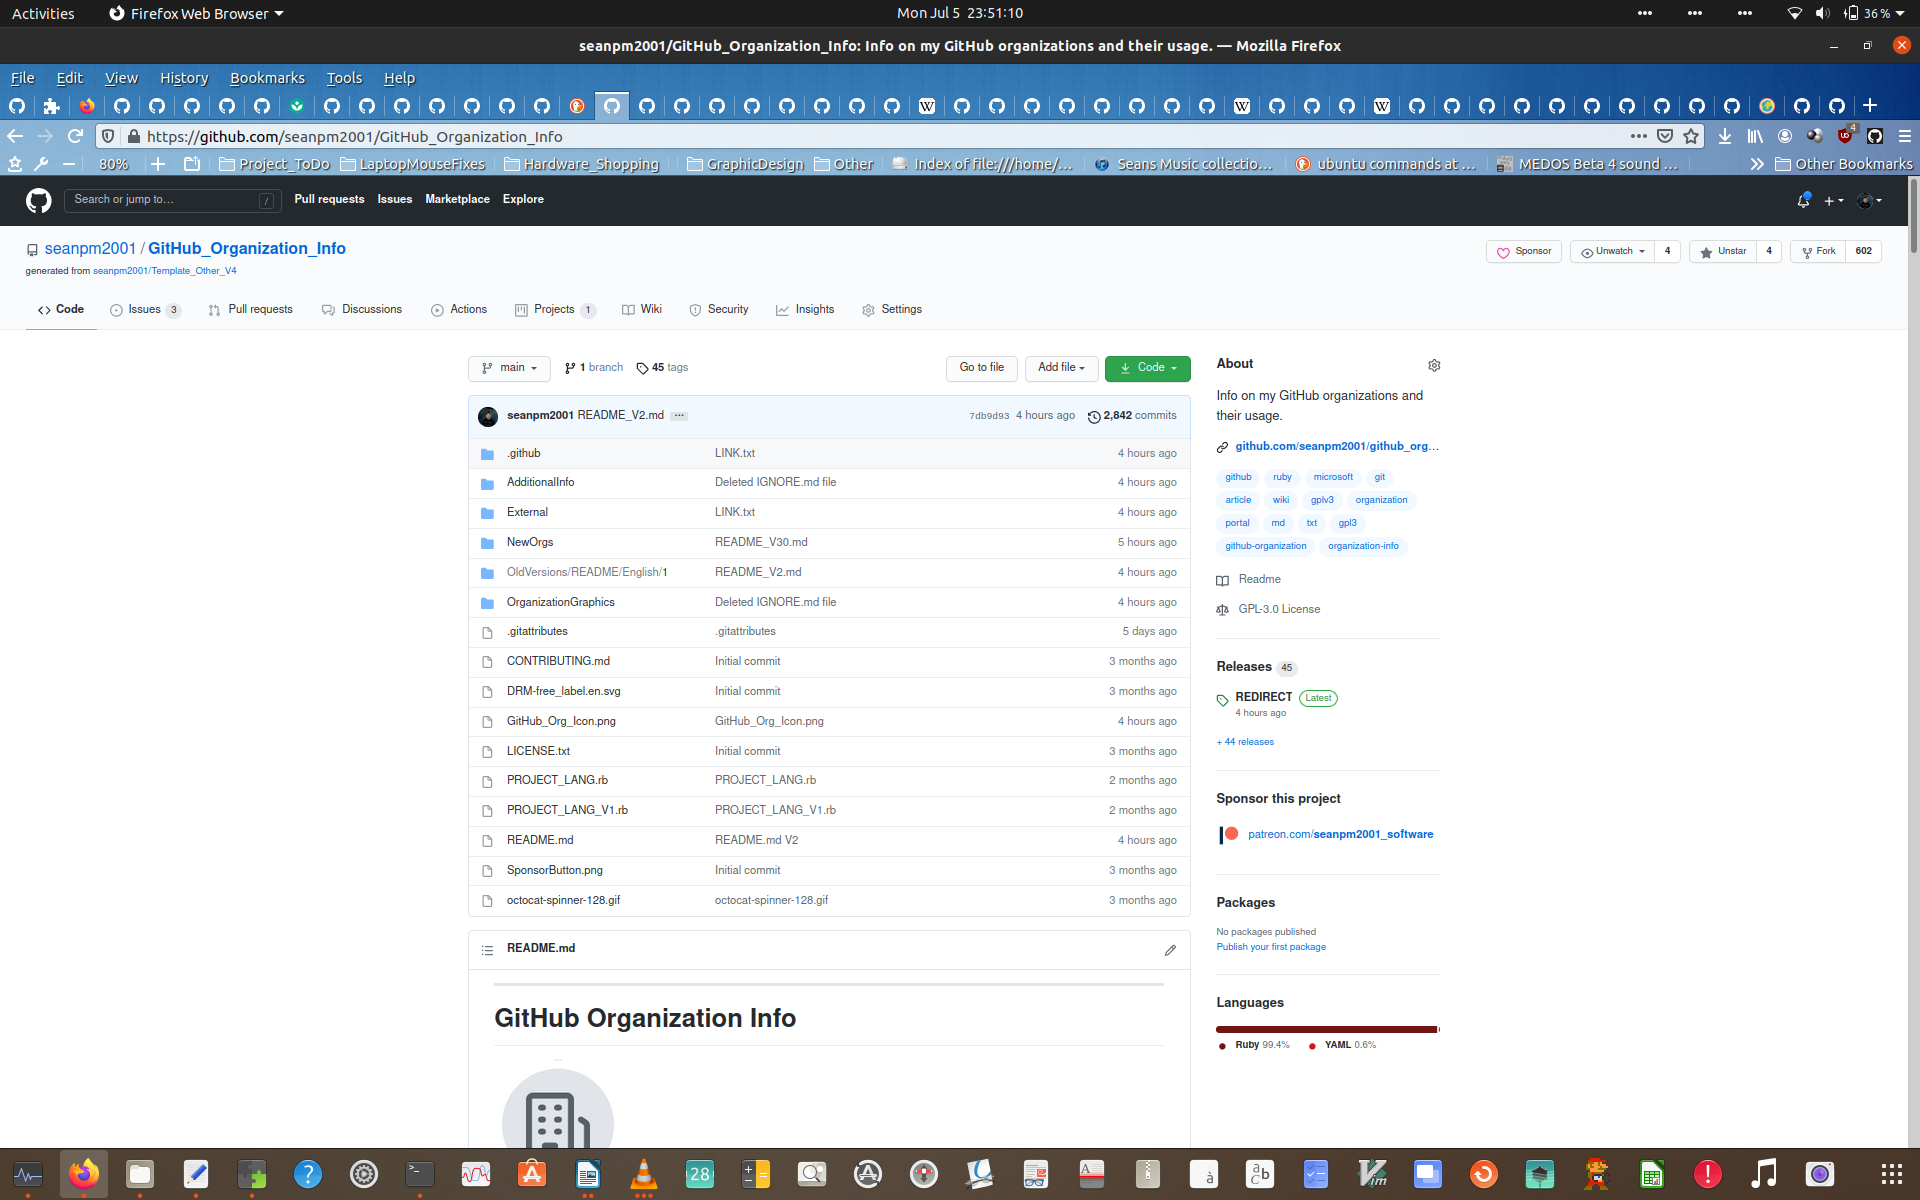 Activities Firefox Web Browser Mon Jul 5 23:51:10 36%
seanpm2001/GitHub_Organization_Info: Info on my GitHub organizations and their usage. — Mozilla Firefox
File Edit View History Bookmarks Tools Help
https://github.com/seanpm2001/GitHub_Organization_Info 4
80% Project_ToDo LaptopMouseFixes Hardware_Shopping GraphicDesign Other Index of file:///home/... Seans Music collectio... ubuntu commands at ... MEDOS Beta 4 sound ... Other Bookmarks
Search or jump to... / Pull requests Issues Marketplace Explore
seanpm2001 / GitHub_Organization_Info Sponsor Unwatch 4 Unstar 4 Fork 602
generated from seanpm2001/Template_Other_V4
Code Issues 3 Pull requests Discussions Actions Projects 1 Wiki Security Insights Settings
main 1 branch 45 tags Go to file Add file Code
seanpm2001 README_V2.md ... 7db9d93 4 hours ago 2,842 commits
.github LINK.txt 4 hours ago
AdditionalInfo Deleted IGNORE.md file 4 hours ago
External LINK.txt 4 hours ago
NewOrgs README_V30.md 5 hours ago
OldVersions/README/English/1 README_V2.md 4 hours ago
OrganizationGraphics Deleted IGNORE.md file 4 hours ago
.gitattributes .gitattributes 5 days ago
CONTRIBUTING.md Initial commit 3 months ago
DRM-free_label.en.svg Initial commit 3 months ago
GitHub_Org_Icon.png GitHub_Org_Icon.png 4 hours ago
LICENSE.txt Initial commit 3 months ago
PROJECT_LANG.rb PROJECT_LANG.rb 2 months ago
PROJECT_LANG_V1.rb PROJECT_LANG_V1.rb 2 months ago
README.md README.md V2 4 hours ago
SponsorButton.png Initial commit 3 months ago
octocat-spinner-128.gif octocat-spinner-128.gif 3 months ago
README.md
GitHub Organization Info
About
Info on my GitHub organizations and
their usage.
github.com/seanpm2001/github_org...
github ruby microsoft git
article wiki gplv3 organization
portal md txt gpl3
github-organization organization-info
Readme
GPL-3.0 License
Releases 45
REDIRECT Latest
4 hours ago
+ 44 releases
Sponsor this project
patreon.com/seanpm2001_software
Packages
No packages published
Publish your first package
Languages
Ruby 99.4% YAML 0.6%
28